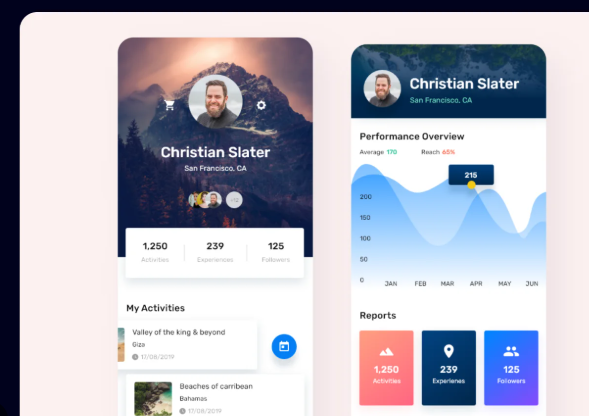 Christian Slater
San Francisco, CA
1,250
Activities
239
Experiences
125
Followers
My Activities
Valley of the king & beyond
Giza
17/08/2019
Beaches of carribean
Bahamas
17/08/2019
Christian Slater
San Francisco, CA
Performance Overview
Average 170 Reach 65%
215
200
150
100
50
0
JAN FEB MAR APR MAY JUN
Reports
1,250
Activities
239
Experienes
125
Followers